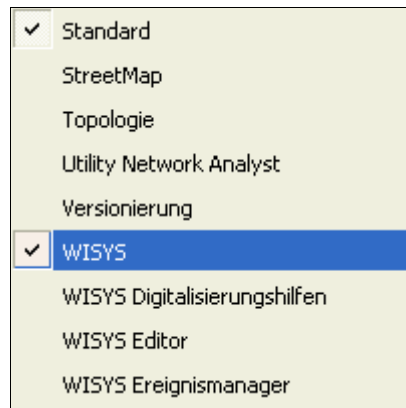 Standard
StreetMap
Topologie
Utility Network Analyst
Versionierung
WISYS
WISYS Digitalisierungshilfen
WISYS Editor
WISYS Ereignismanager